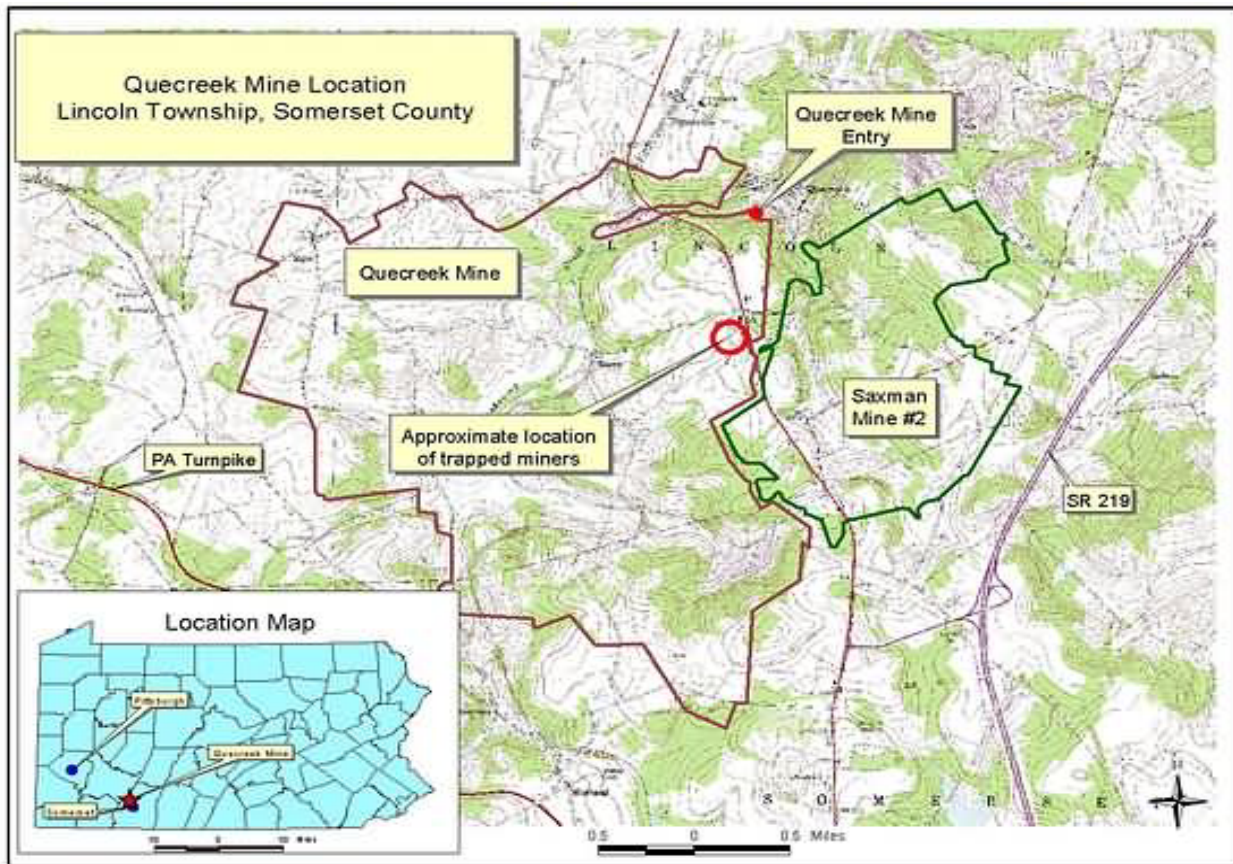 Quecreek Mine Location
Lincoln Township, Somerset County
Quecreek Mine
Entry
L I N C O L N
Quecreek Mine
Saxman
Mine #2
Approximate location
of trapped miners
PA Turnpike
SR 219
Location Map
Pittsburgh
Quecreek Mine
Somerset
S O M E R S E
0.5 0 0.5 Miles